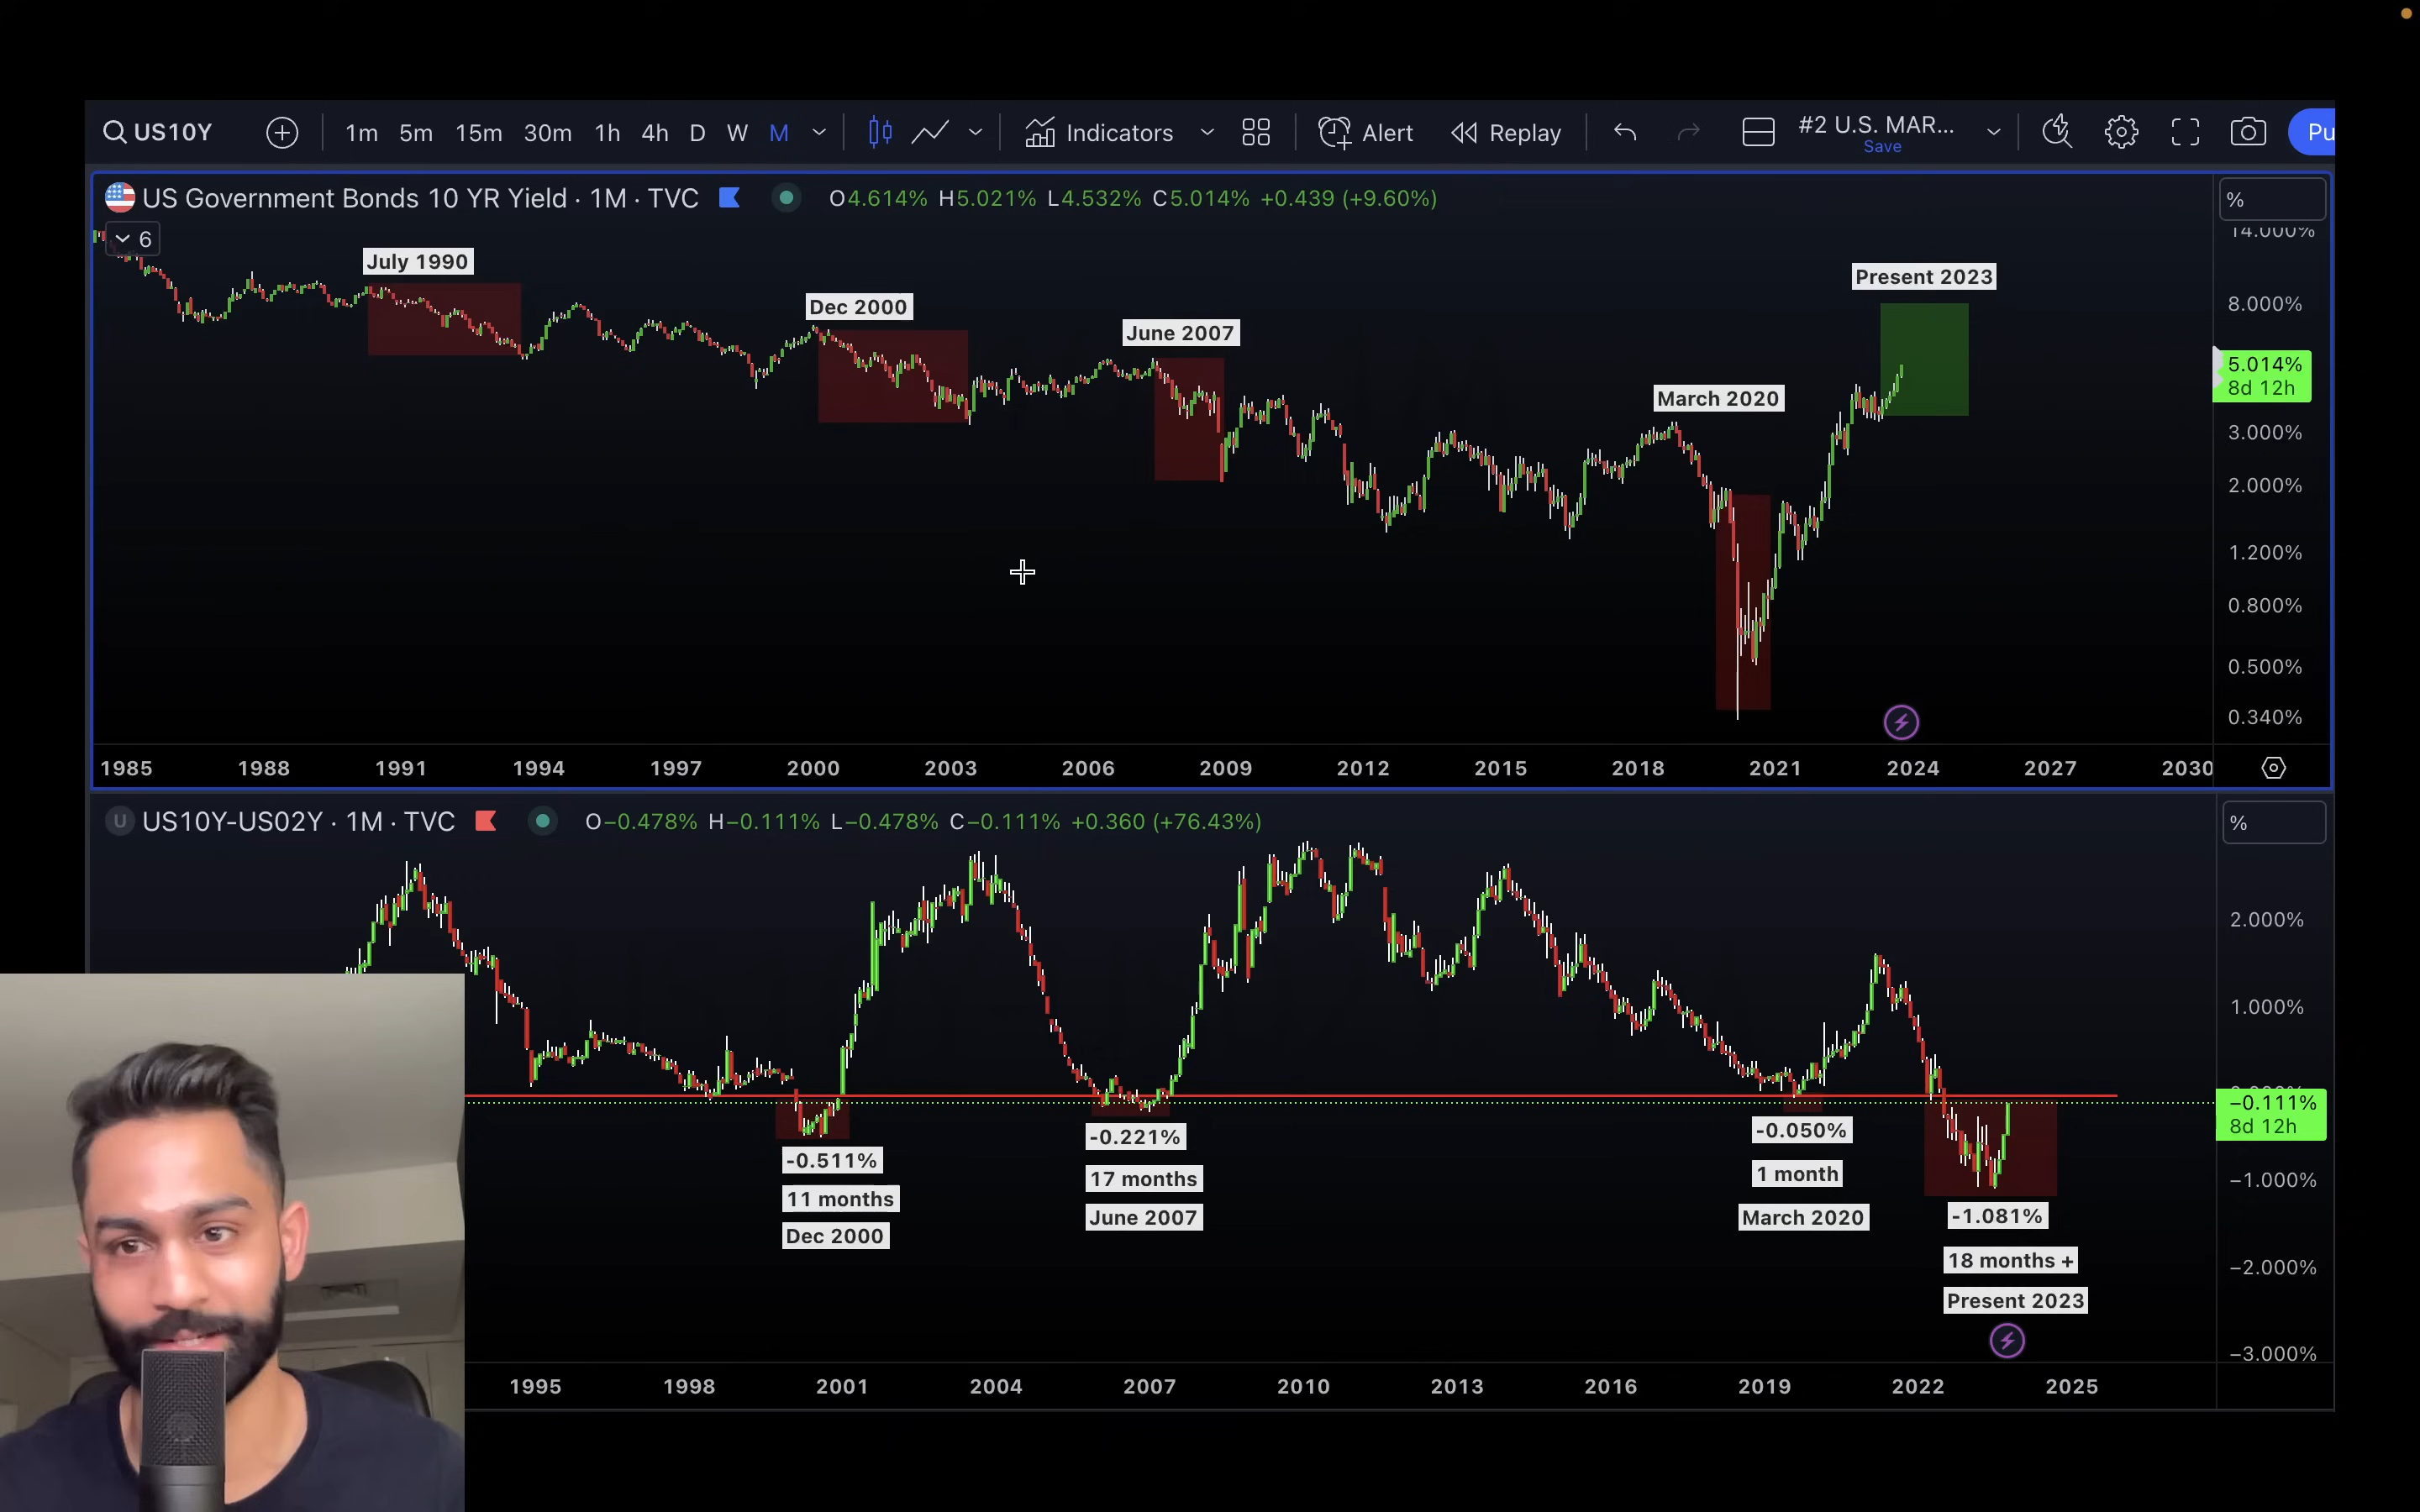 US10Y 1m 5m 15m 30m 1h 4h D W M Indicators Alert Replay #2 U.S. MAR... Pu
Save
US Government Bonds 10 YR Yield · 1M · TVC O4.614% H5.021% L4.532% C5.014% +0.439 (+9.60%) %
6
14.000%
July 1990
Present 2023
Dec 2000
8.000%
June 2007
5.014%
8d 12h
March 2020
3.000%
2.000%
1.200%
0.800%
0.500%
0.340%
1985 1988 1991 1994 1997 2000 2003 2006 2009 2012 2015 2018 2021 2024 2027 2030
U US10Y-US02Y · 1M · TVC O−0.478% H−0.111% L−0.478% C−0.111% +0.360 (+76.43%) %
2.000%
1.000%
−0.111%
8d 12h
-0.511%
11 months
Dec 2000
-0.221%
17 months
June 2007
-0.050%
1 month
March 2020
−1.000%
-1.081%
18 months +
Present 2023
−2.000%
−3.000%
1995 1998 2001 2004 2007 2010 2013 2016 2019 2022 2025